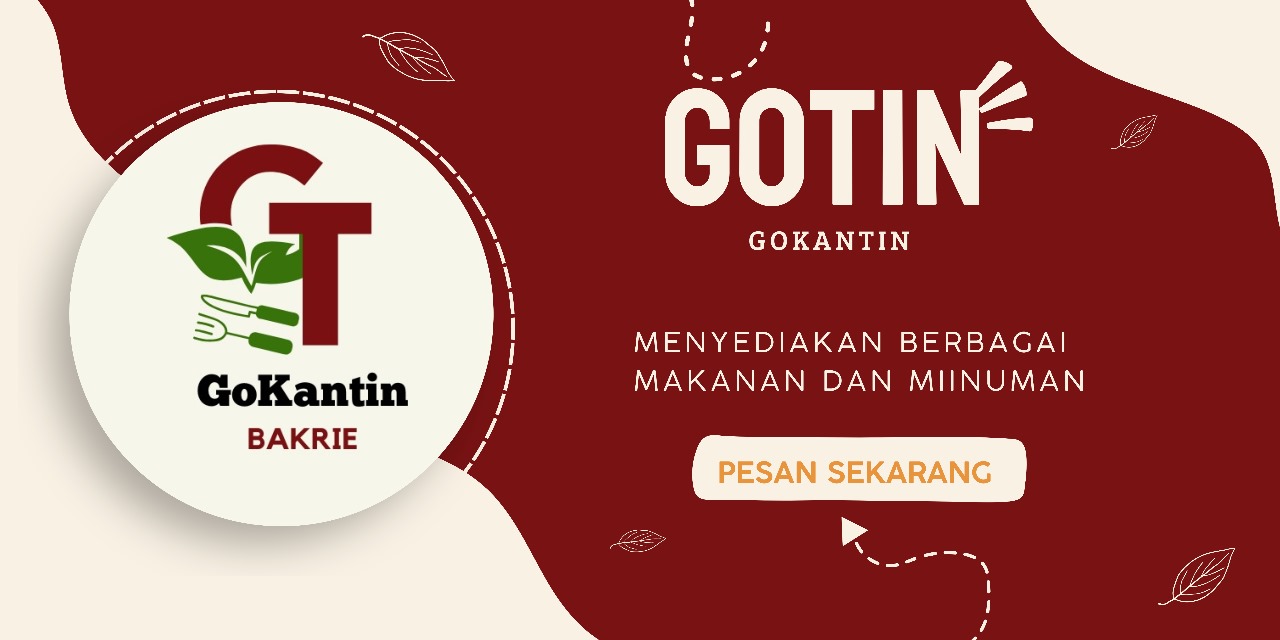 GT
GoKantin
BAKRIE
GOTIN
GOKANTIN
MENYEDIAKAN BERBAGAI
MAKANAN DAN MIINUMAN
PESAN SEKARANG